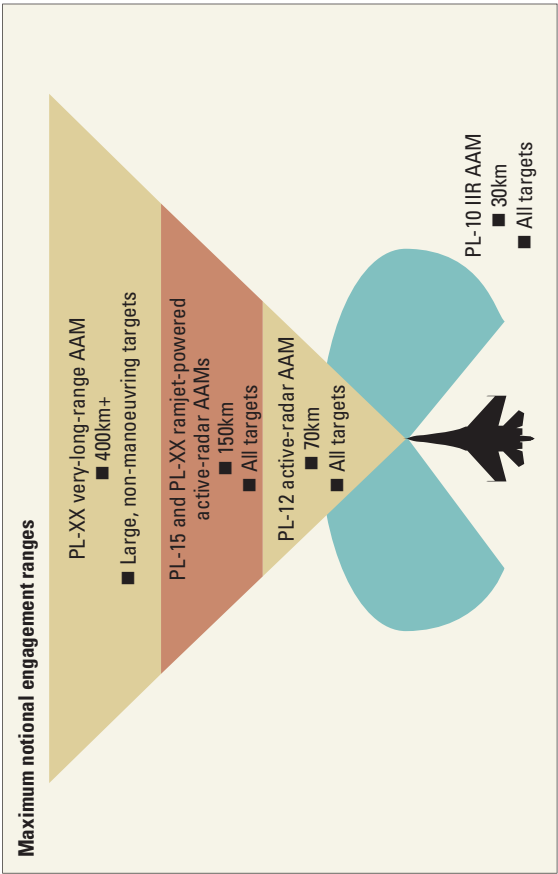 Maximum notional engagement ranges
PL-XX very-long-range AAM
■ 400km+
■ Large, non-manoeuvring targets
PL-15 and PL-XX ramjet-powered
active-radar AAMs
■ 150km
■ All targets
PL-12 active-radar AAM
■ 70km
■ All targets
PL-10 IIR AAM
■ 30km
■ All targets